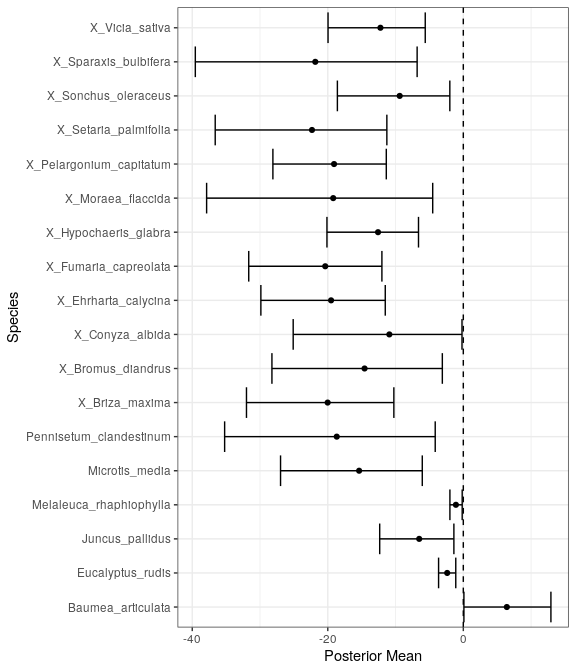 X_Vicia_sativa
X_Sparaxis_bulbifera
X_Sonchus_oleraceus
X_Setaria_palmifolia
X_Pelargonium_capitatum
X_Moraea_flaccida
X_Hypochaeris_glabra
X_Fumaria_capreolata
X_Ehrharta_calycina
X_Conyza_albida
X_Bromus_diandrus
X_Briza_maxima
Pennisetum_clandestinum
Microtis_media
Melaleuca_rhaphiophylla
Juncus_pallidus
Eucalyptus_rudis
Baumea_articulata
Species
-40 -20 0
Posterior Mean